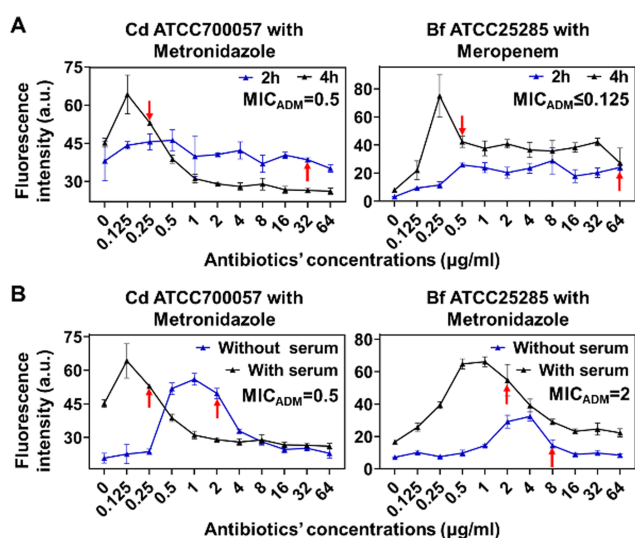 A
Cd ATCC700057 with
Metronidazole
Bf ATCC25285 with
Meropenem
Fluorescence
intensity (a.u.)
75
60
45
30
2h 4h
MIC_ADM=0.5
0 0.125 0.25 0.5 1 2 4 8 16 32 64
80
60
40
20
0
2h 4h
MIC_ADM≤0.125
0 0.125 0.25 0.5 1 2 4 8 16 32 64
Antibiotics' concentrations (µg/ml)
B
Cd ATCC700057 with
Metronidazole
Bf ATCC25285 with
Metronidazole
Fluorescence
intensity (a.u.)
75
60
45
30
Without serum
With serum
MIC_ADM=0.5
0 0.125 0.25 0.5 1 2 4 8 16 32 64
80
60
40
20
0
Without serum
With serum
MIC_ADM=2
0 0.125 0.25 0.5 1 2 4 8 16 32 64
Antibiotics' concentrations (µg/ml)